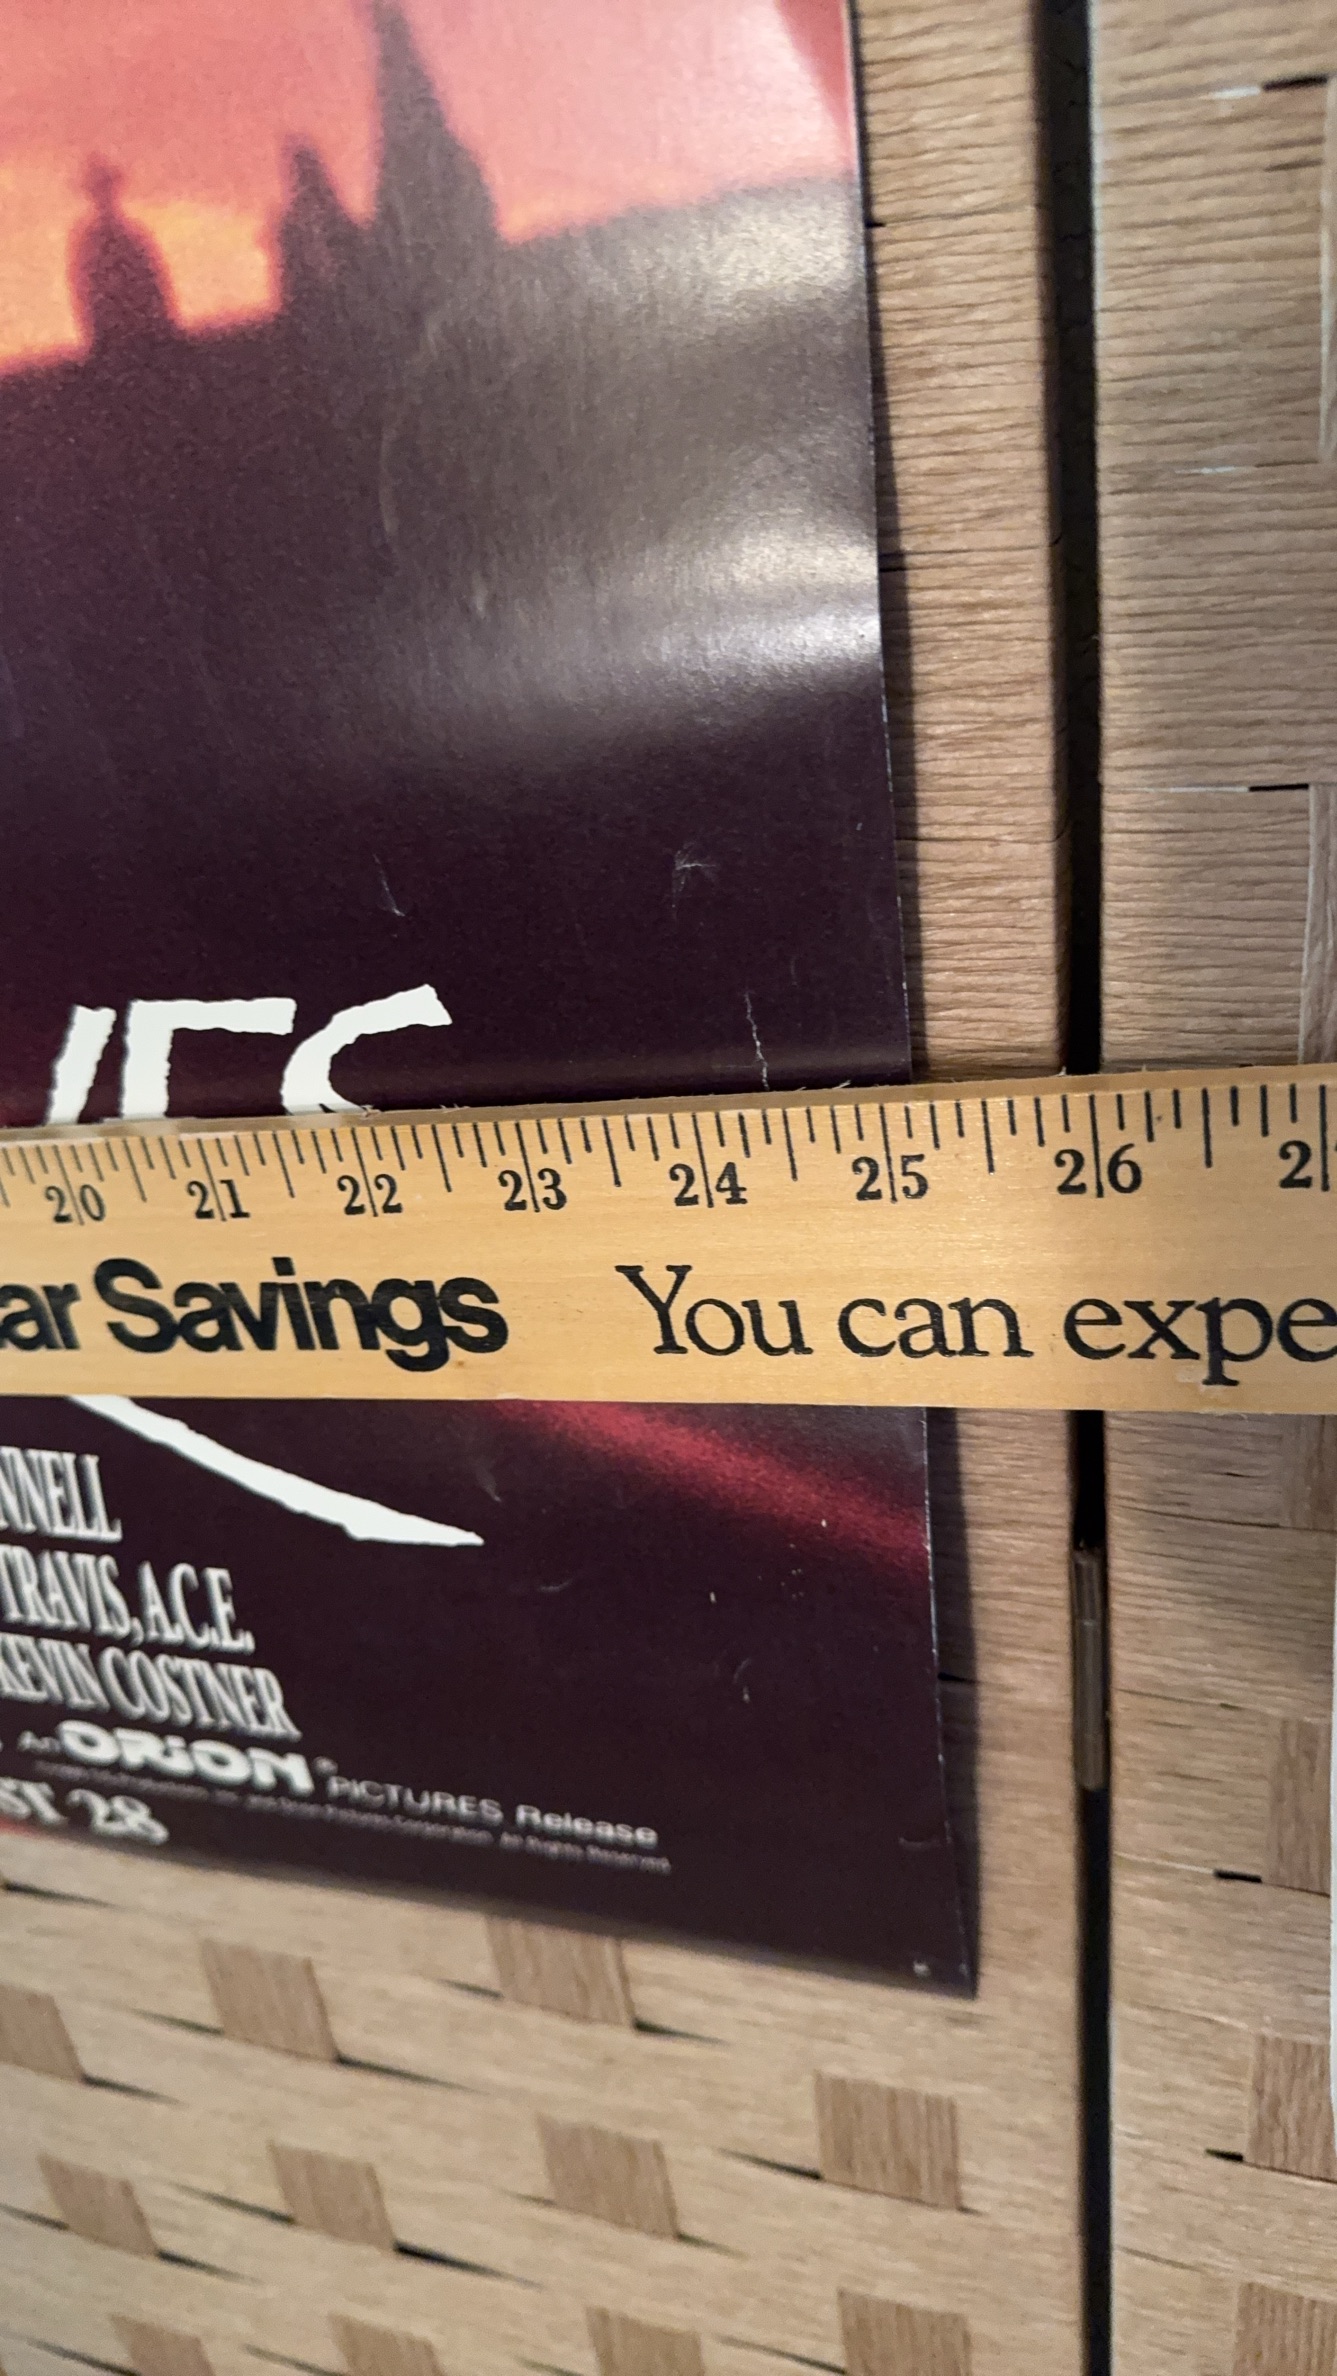 20 21 22 23 24 25 26 2
ar Savings You can expe
NNELL
TRAVIS, A.C.E.
KEVIN COSTNER
An ORION® PICTURES Release
ST 28